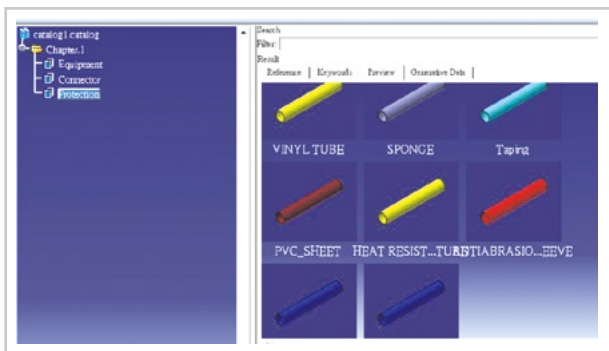 catalog1.catalog
Chapter.1
Equipment
Connector
Protection
Search
Filter:
Result
Reference | Keywords | Preview | Generative Data |
VINYL TUBE SPONGE Taping
PVC_SHEET HEAT RESIST...TUBE ANTIABRASIO...EEVE